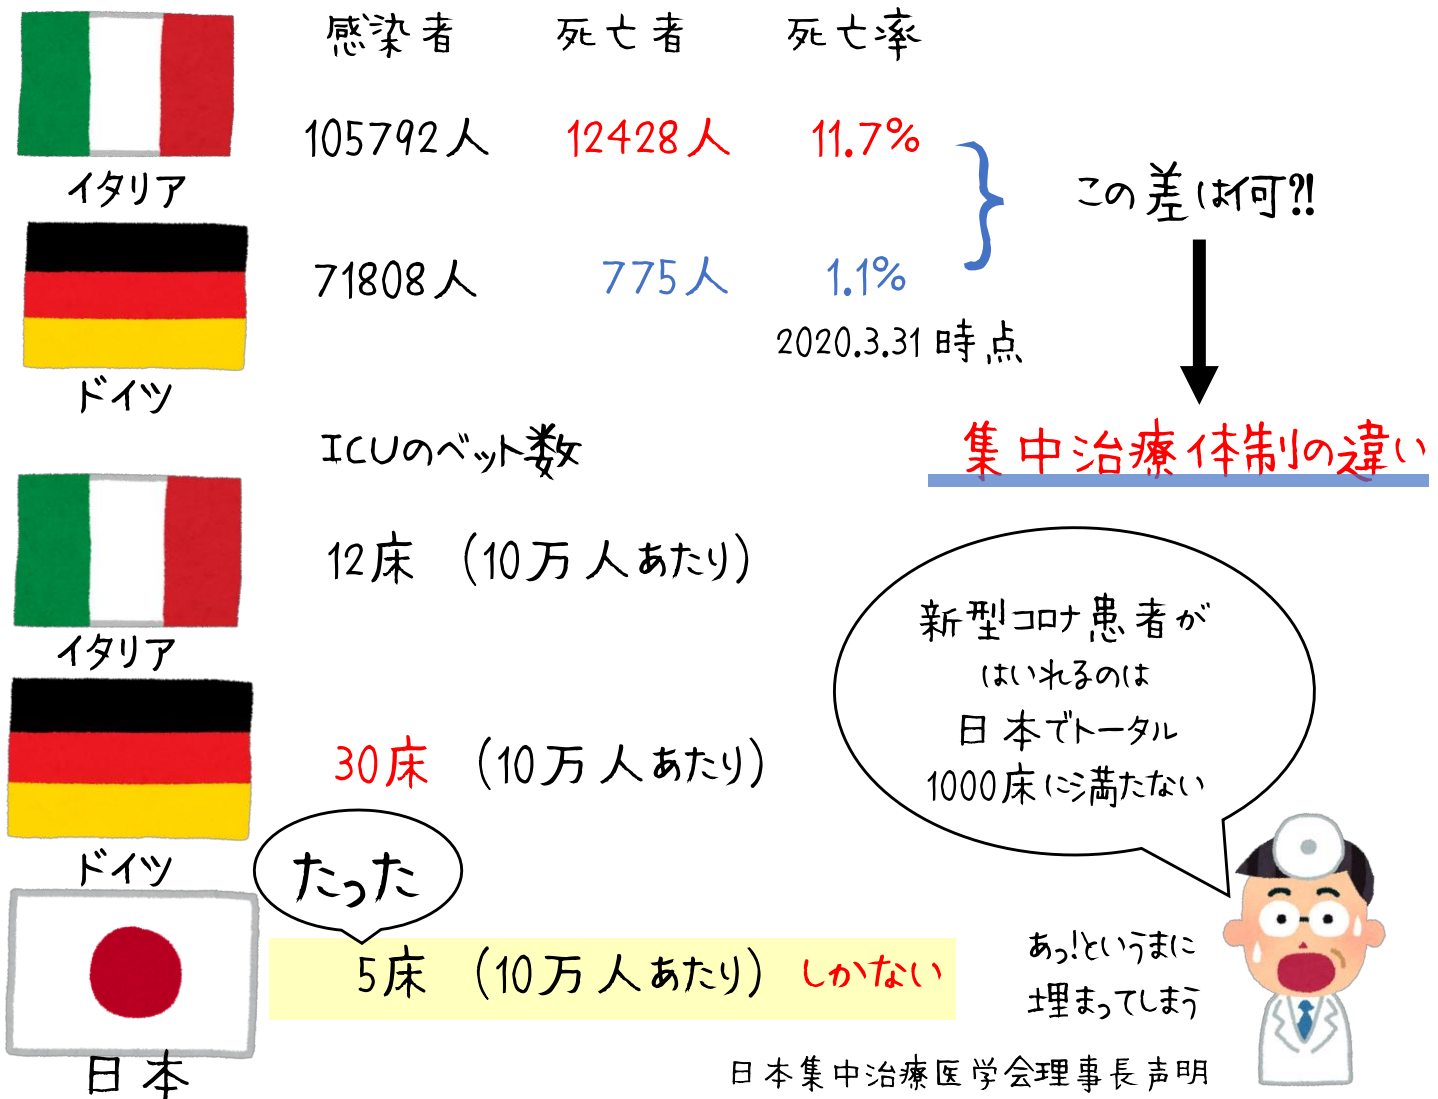 感染者 死亡者 死亡率
105792人 12428人 11.7%
イタリア
この差は何?!
71808人 775人 1.1%
2020.3.31 時点
ドイツ
集中治療体制の違い
ICUのベット数
12床 (10万人あたり)
イタリア
30床 (10万人あたり)
ドイツ
新型コロナ患者が
はいれるのは
日本でトータル
1000床に満たない
たった
5床 (10万人あたり) しかない
日本
あっ!というまに
埋まってしまう
日本集中治療医学会理事長声明